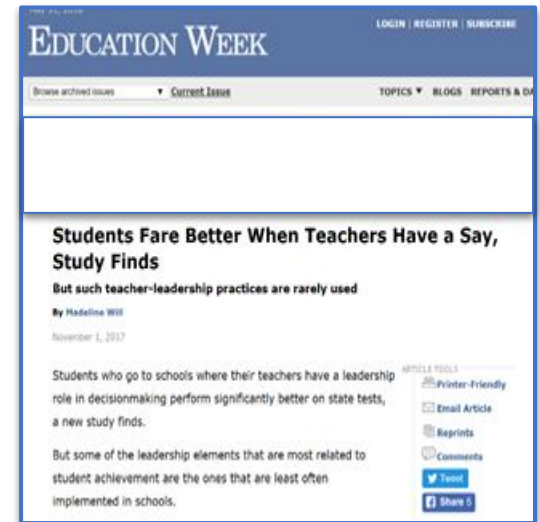 LOGIN | REGISTER | SUBSCRIBE
EDUCATION WEEK
Browse archived issues ▼ Current Issue TOPICS ▼ BLOGS REPORTS & DA
Students Fare Better When Teachers Have a Say,
Study Finds
But such teacher-leadership practices are rarely used
By Madeline Will
November 1, 2017
Students who go to schools where their teachers have a leadership
role in decisionmaking perform significantly better on state tests,
a new study finds.
But some of the leadership elements that are most related to
student achievement are the ones that are least often
implemented in schools.
ARTICLE TOOLS
Printer-Friendly
Email Article
Reprints
Comments
Tweet
Share 6